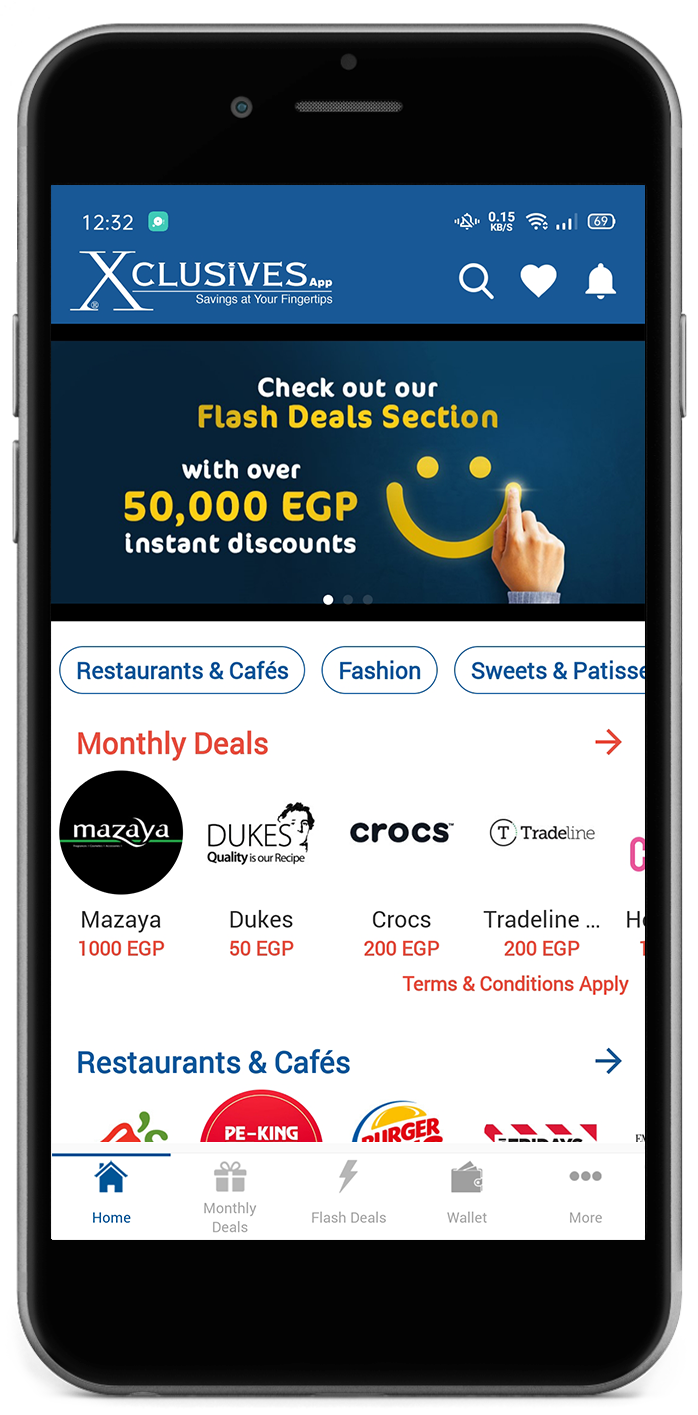 12:32
0.15
KB/S
69
XCLUSIVES App
®
Savings at Your Fingertips
Check out our
Flash Deals Section
with over
50,000 EGP
instant discounts
Restaurants & Cafés
Fashion
Sweets & Patisse
Monthly Deals
mazaya
DUKES
Quality is our Recipe
crocs™
T Tradeline
C
Mazaya
Dukes
Crocs
Tradeline ...
H
1000 EGP
50 EGP
200 EGP
200 EGP
1
Terms & Conditions Apply
Restaurants & Cafés
PE-KING
BURGER
FRIDAYS
Home
Monthly
Deals
Flash Deals
Wallet
More